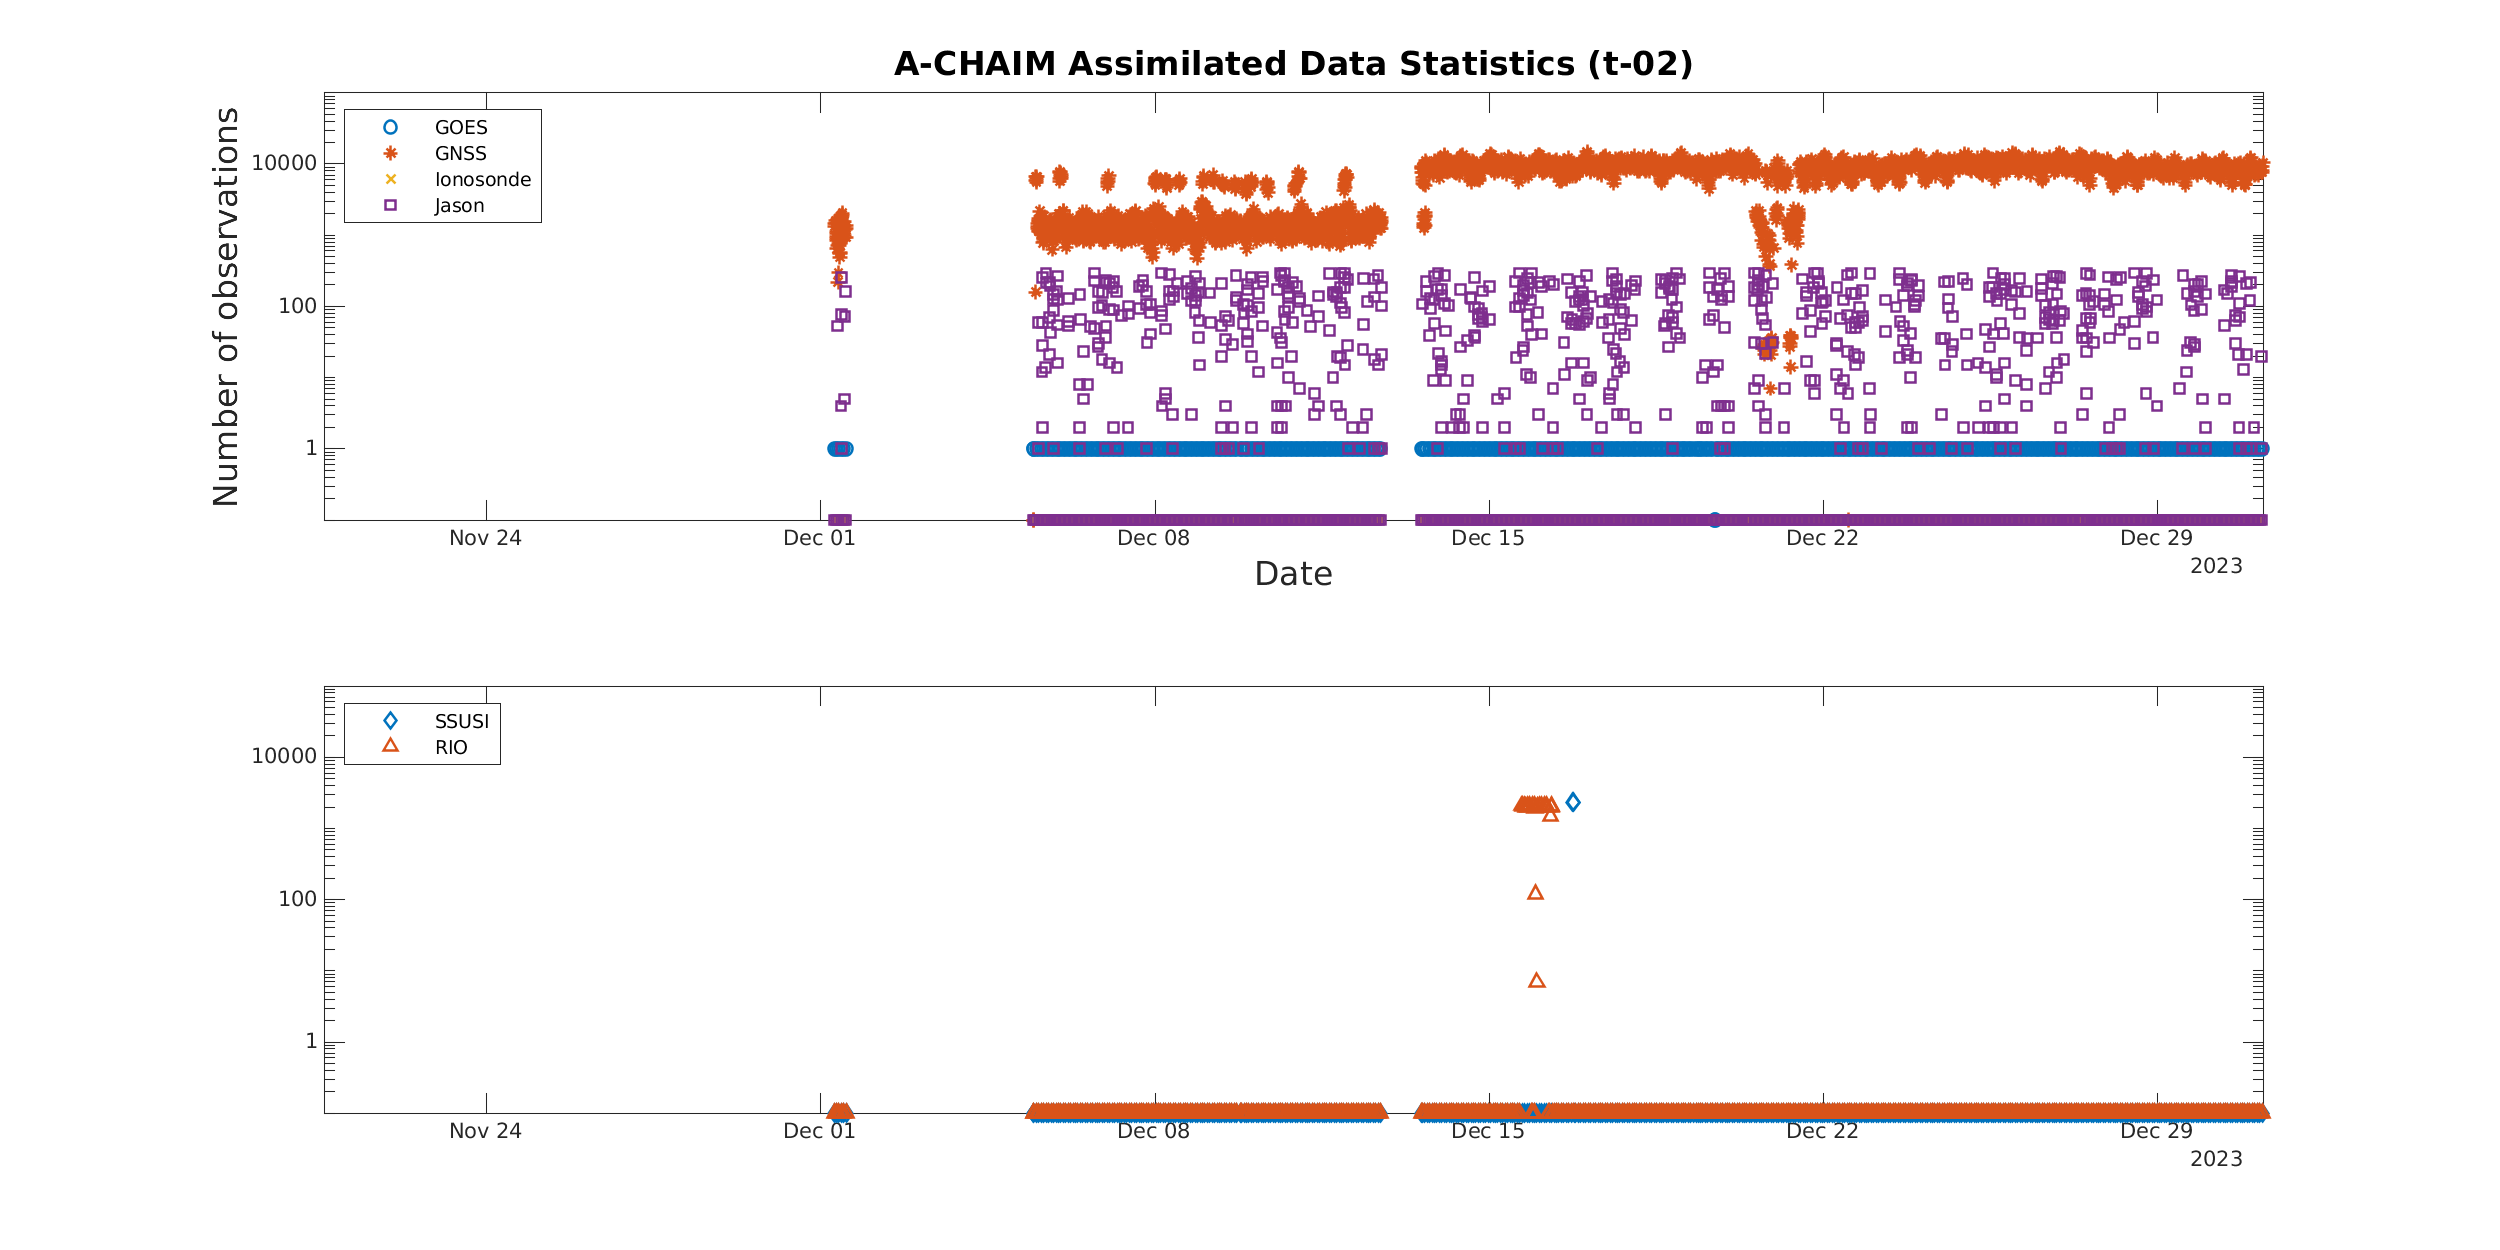 A-CHAIM Assimilated Data Statistics (t-02)
Number of observations
10000
100
1
GOES
GNSS
Ionosonde
Jason
Nov 24
Dec 01
Dec 08
Dec 15
Dec 22
Dec 29
2023
Date
10000
100
1
SSUSI
RIO
Nov 24
Dec 01
Dec 08
Dec 15
Dec 22
Dec 29
2023